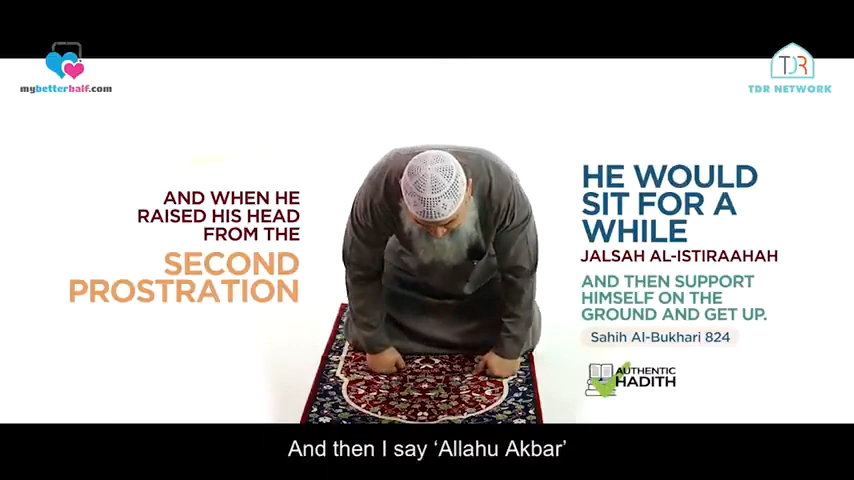 mybetterhalf.com
TDR
TDR NETWORK
AND WHEN HE
RAISED HIS HEAD
FROM THE
SECOND
PROSTRATION
HE WOULD
SIT FOR A
WHILE
JALSAH AL-ISTIRAAHAH
AND THEN SUPPORT
HIMSELF ON THE
GROUND AND GET UP.
Sahih Al-Bukhari 824
AUTHENTIC
HADITH
And then I say ‘Allahu Akbar’